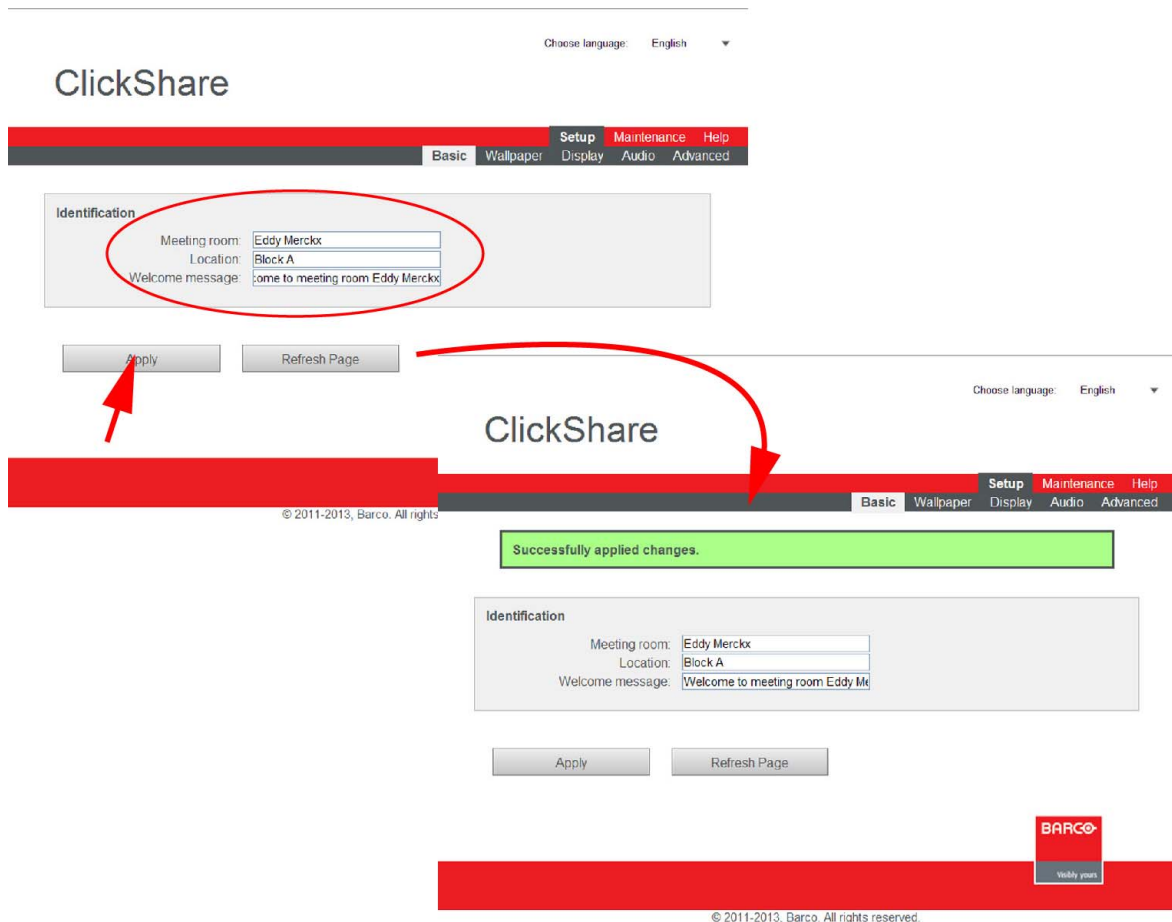 Choose language: English
ClickShare
Setup Maintenance Help
Basic Wallpaper Display Audio Advanced
Identification
Meeting room: Eddy Merckx
Location: Block A
Welcome message: :ome to meeting room Eddy Merckx
Apply Refresh Page
© 2011-2013, Barco. All rights
Choose language: English
ClickShare
Setup Maintenance Help
Basic Wallpaper Display Audio Advanced
Successfully applied changes.
Identification
Meeting room: Eddy Merckx
Location: Block A
Welcome message: Welcome to meeting room Eddy Me
Apply Refresh Page
BARCO
Visibly yours
© 2011-2013, Barco. All rights reserved.